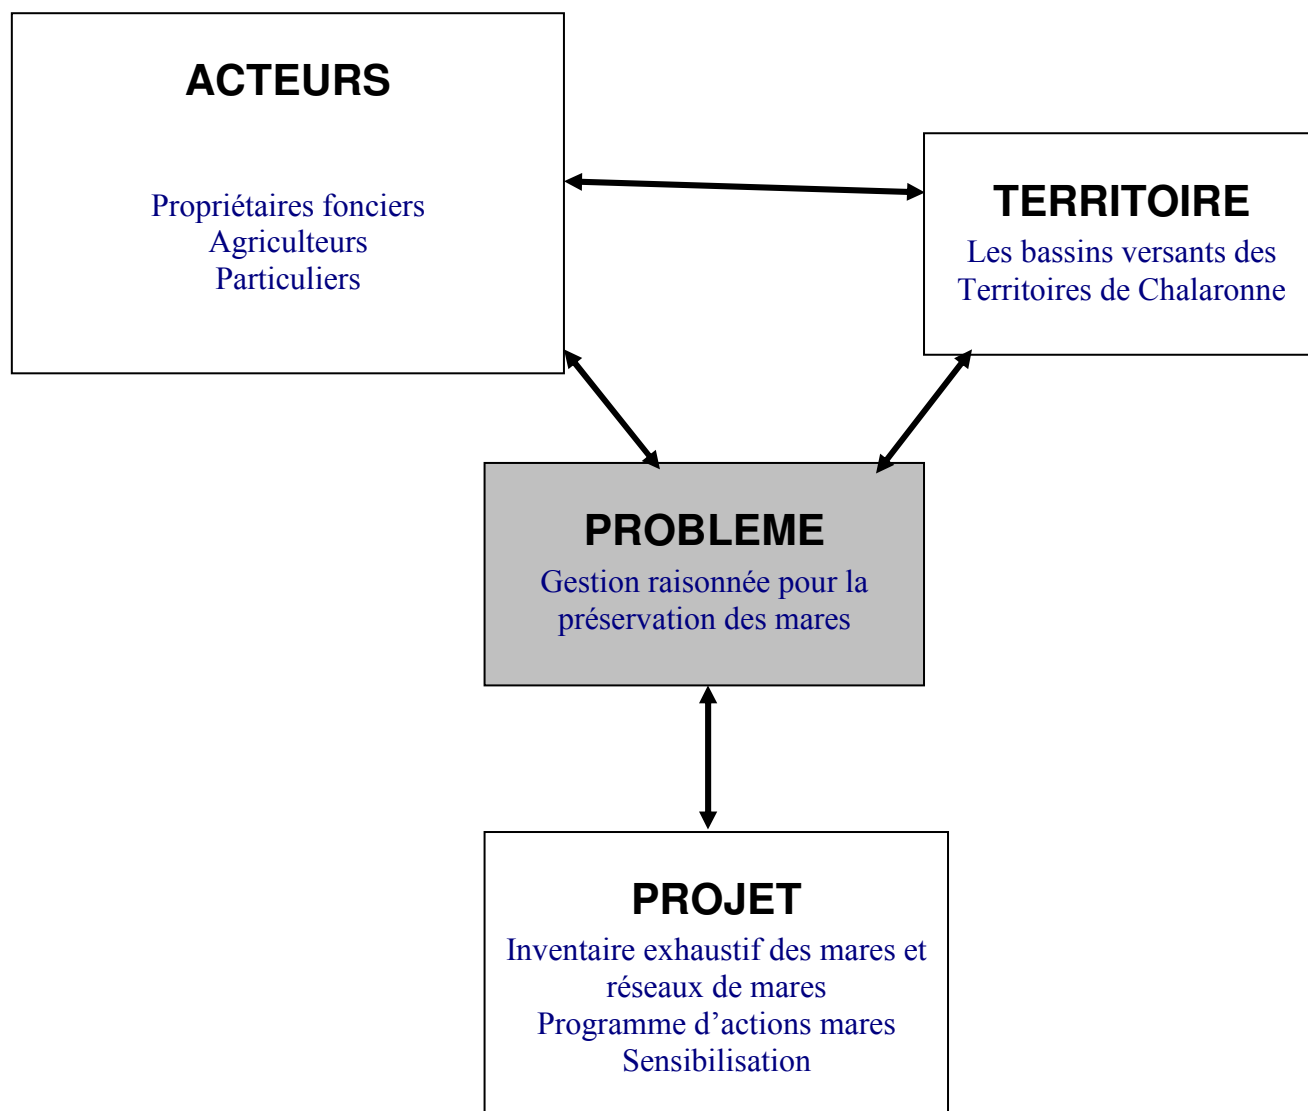 ACTEURS
Propriétaires fonciers
Agriculteurs
Particuliers
TERRITOIRE
Les bassins versants des
Territoires de Chalaronne
PROBLEME
Gestion raisonnée pour la
préservation des mares
PROJET
Inventaire exhaustif des mares et
réseaux de mares
Programme d’actions mares
Sensibilisation